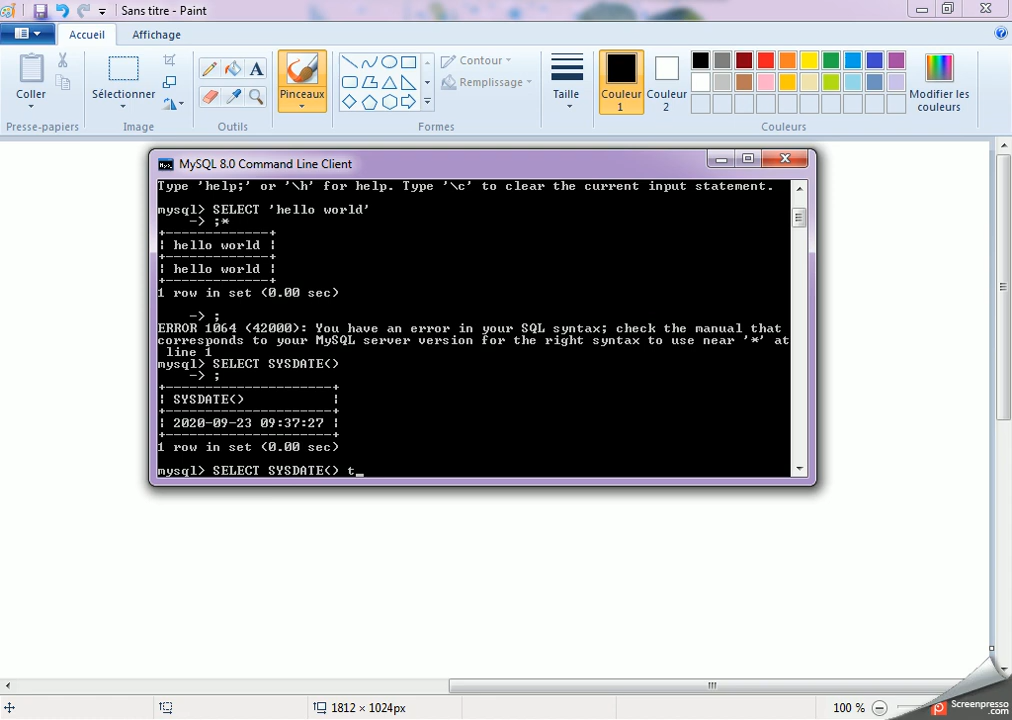 Sans titre - Paint
Accueil
Affichage
Coller
Sélectionner
Pinceaux
Contour
Remplissage
Taille
Couleur
1
Couleur
2
Modifier les
couleurs
Presse-papiers
Image
Outils
Formes
Couleurs
MySQL 8.0 Command Line Client
Type 'help;' or '\h' for help. Type '\c' to clear the current input statement.
mysql> SELECT 'hello world'
-> ;*
+-------------+
| hello world |
+-------------+
| hello world |
+-------------+
1 row in set (0.00 sec)
-> ;
ERROR 1064 (42000): You have an error in your SQL syntax; check the manual that
corresponds to your MySQL server version for the right syntax to use near '*' at
line 1
mysql> SELECT SYSDATE()
-> ;
+---------------------+
| SYSDATE()           |
+---------------------+
| 2020-09-23 09:37:27 |
+---------------------+
1 row in set (0.00 sec)
mysql> SELECT SYSDATE() t_
1812 × 1024px
100 %
Screenpresso
.com